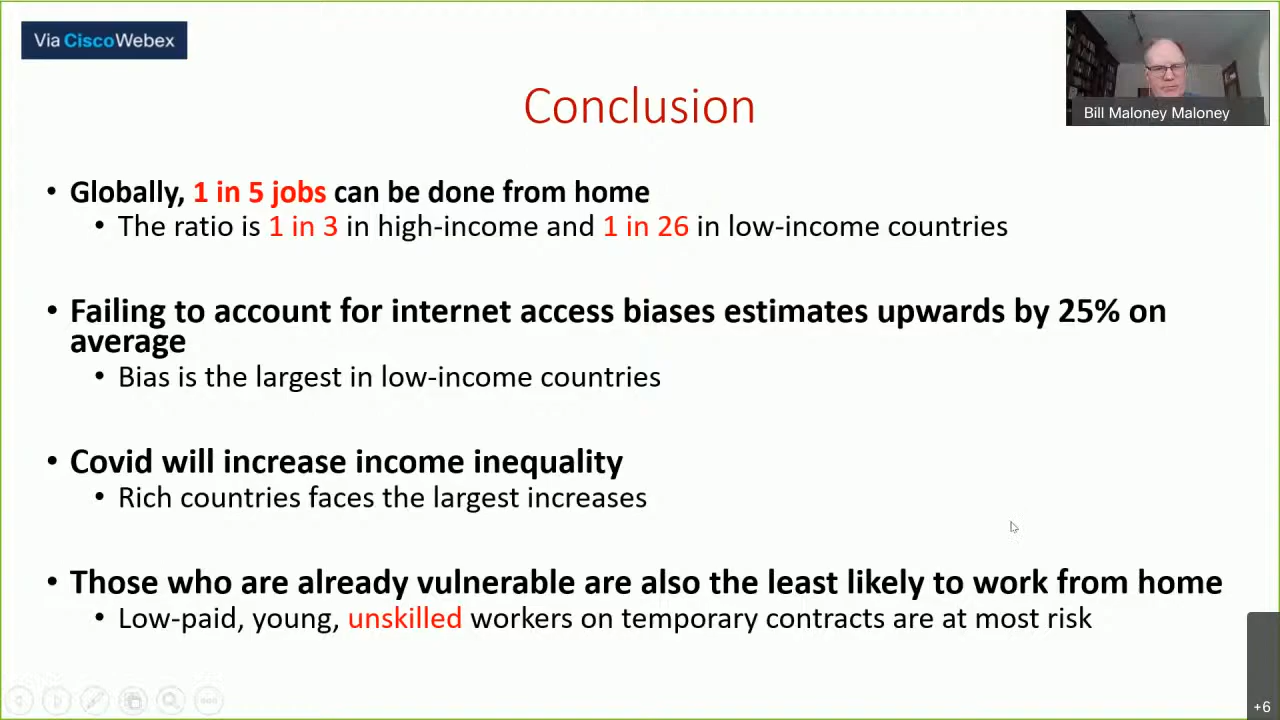 Via CiscoWebex
Bill Maloney Maloney
Conclusion
• Globally, 1 in 5 jobs can be done from home
• The ratio is 1 in 3 in high-income and 1 in 26 in low-income countries
• Failing to account for internet access biases estimates upwards by 25% on
average
• Bias is the largest in low-income countries
• Covid will increase income inequality
• Rich countries faces the largest increases
• Those who are already vulnerable are also the least likely to work from home
• Low-paid, young, unskilled workers on temporary contracts are at most risk
+6